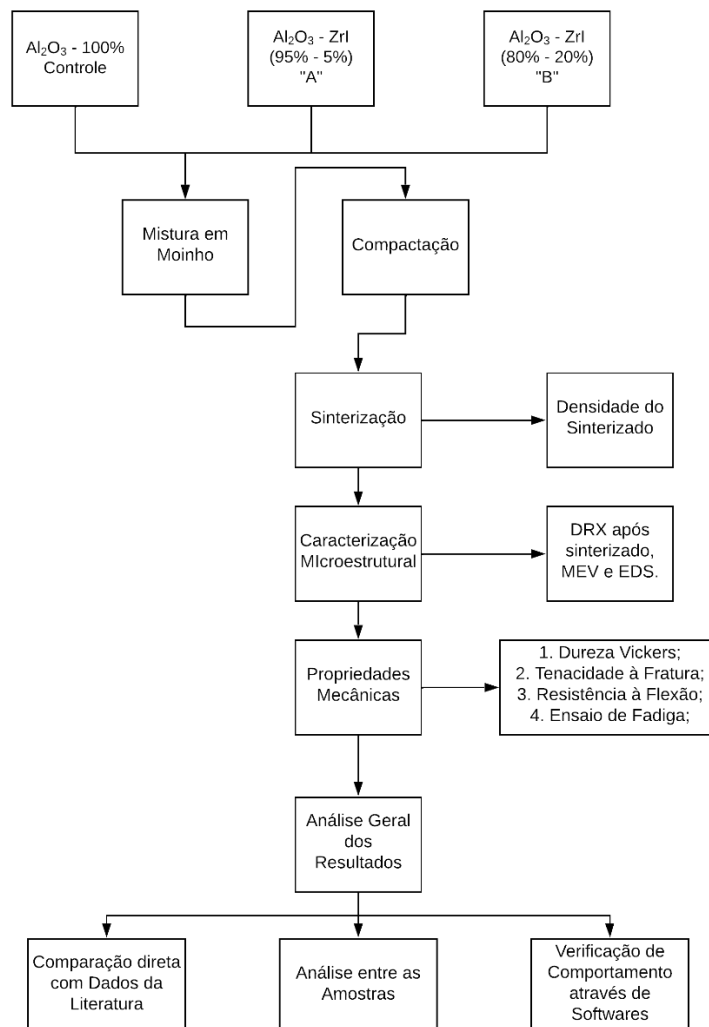 Al₂O₃ - 100%
Controle
Al₂O₃ - ZrI
(95% - 5%)
"A"
Al₂O₃ - ZrI
(80% - 20%)
"B"
Mistura em
Moinho
Compactação
Sinterização
Densidade do
Sinterizado
Caracterização
MIcroestrutural
DRX após
sinterizado,
MEV e EDS.
Propriedades
Mecânicas
1. Dureza Vickers;
2. Tenacidade à Fratura;
3. Resistência à Flexão;
4. Ensaio de Fadiga;
Análise Geral
dos
Resultados
Comparação direta
com Dados da
Literatura
Análise entre as
Amostras
Verificação de
Comportamento
através de
Softwares